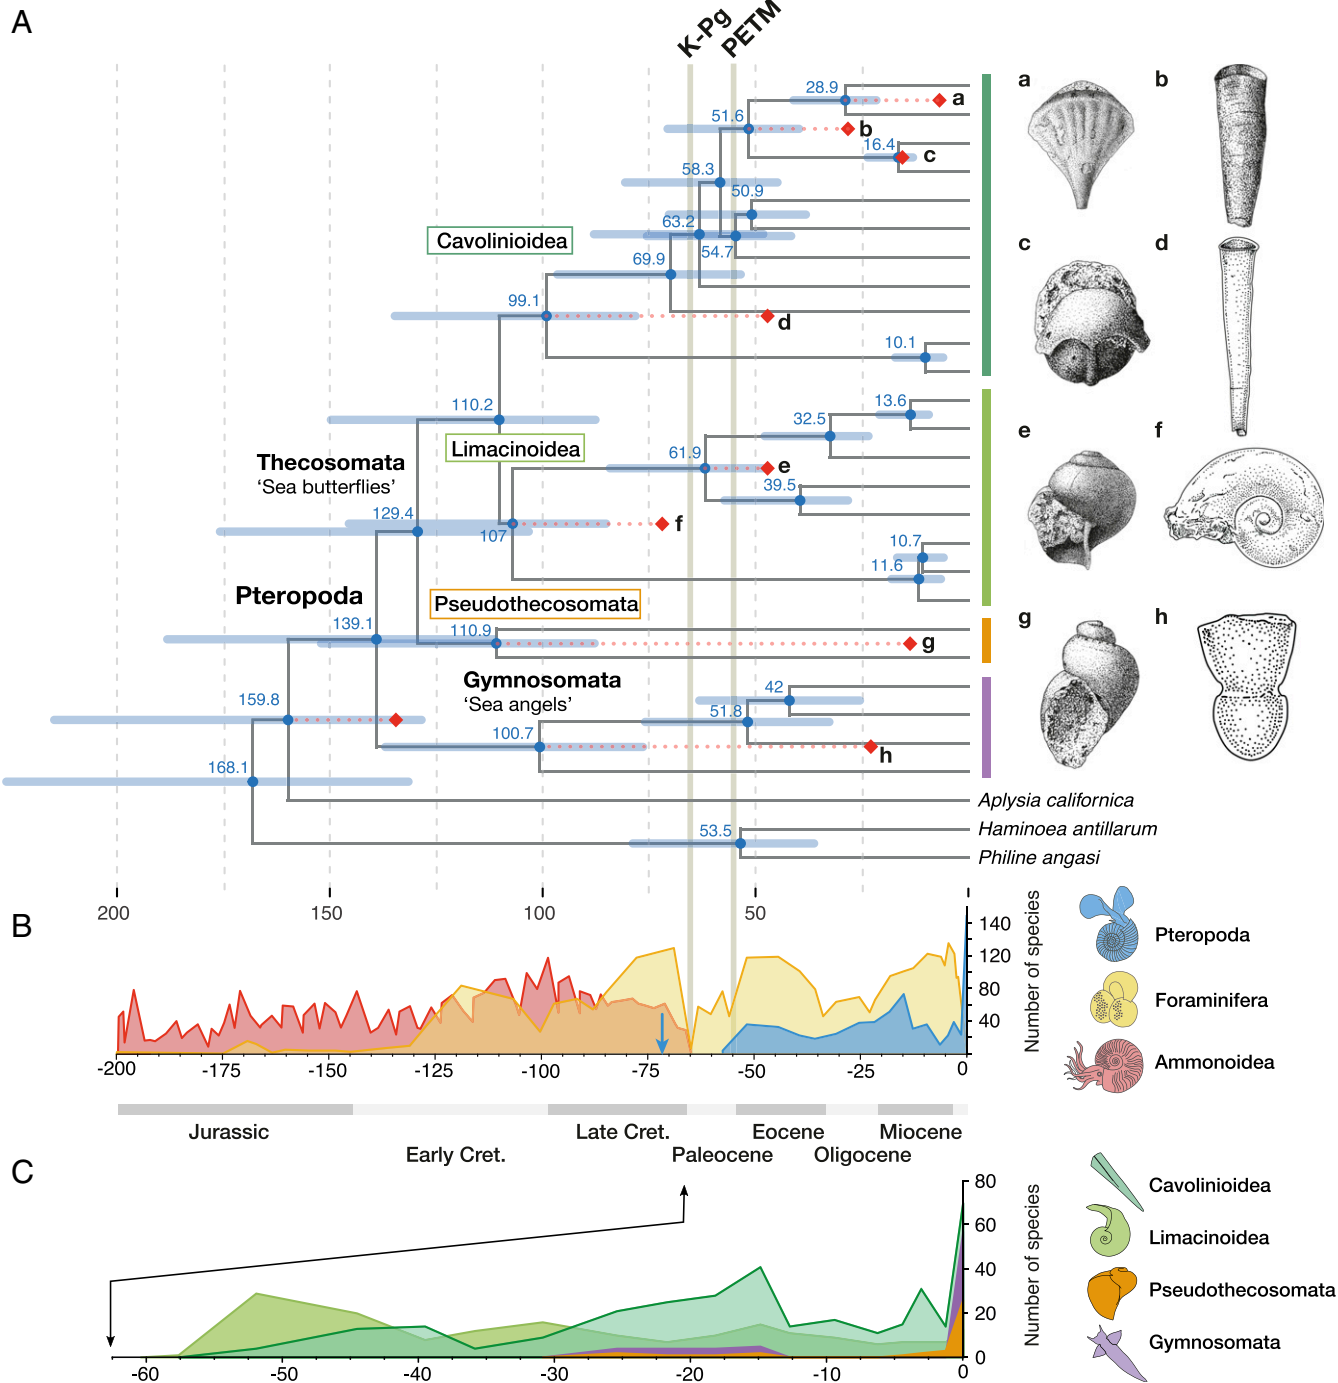 A
K-Pg
PETM
28.9
a
51.6
b
16.4
c
58.3
50.9
63.2
54.7
Cavolinioidea
69.9
99.1
d
10.1
110.2
13.6
32.5
Limacinoidea
61.9
e
Thecosomata
'Sea butterflies'
39.5
129.4
f
107
10.7
11.6
Pteropoda
Pseudothecosomata
139.1
110.9
g
Gymnosomata
'Sea angels'
42
159.8
51.8
100.7
h
168.1
Aplysia californica
53.5
Haminoea antillarum
Philine angasi
200
150
100
50
a
b
c
d
e
f
g
h
B
140
120
80
40
Number of species
-200
-175
-150
-125
-100
-75
-50
-25
0
Pteropoda
Foraminifera
Ammonoidea
Jurassic
Late Cret.
Eocene
Miocene
Early Cret.
Paleocene
Oligocene
C
80
60
40
20
0
Number of species
-60
-50
-40
-30
-20
-10
0
Cavolinioidea
Limacinoidea
Pseudothecosomata
Gymnosomata